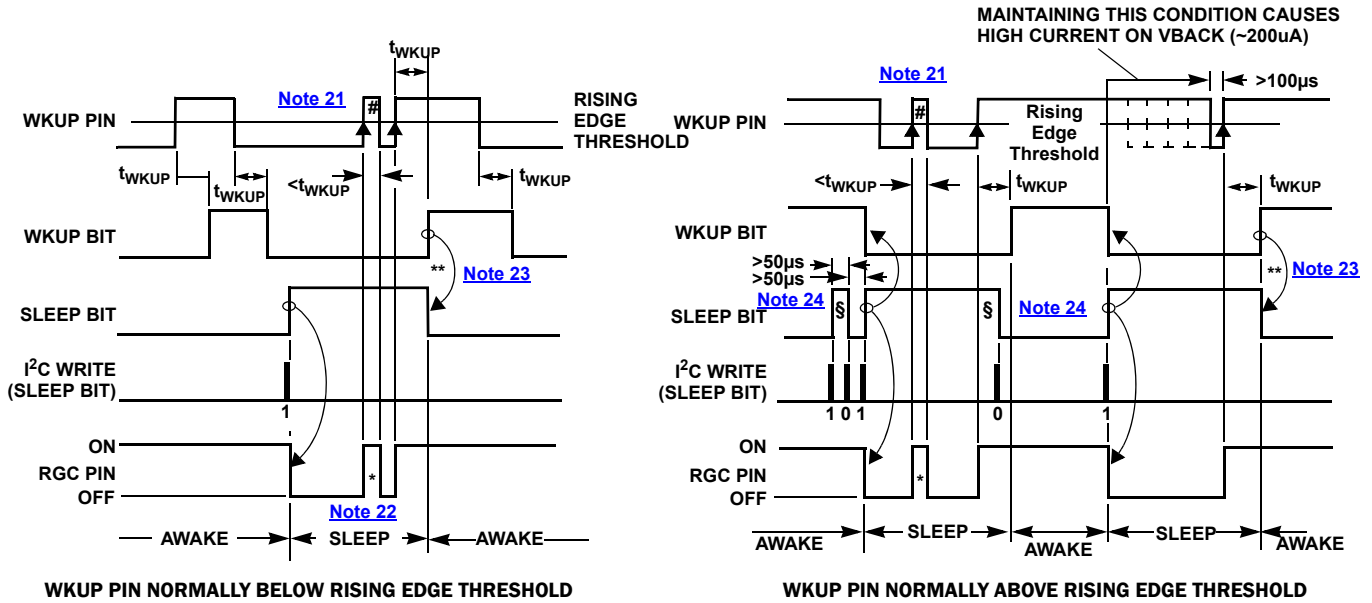 tWKUP
Note 21
#
WKUP PIN
RISING
EDGE
THRESHOLD
tWKUP
tWKUP
<tWKUP
tWKUP
WKUP BIT
**
Note 23
SLEEP BIT
I2C WRITE
(SLEEP BIT)
1
ON
RGC PIN
OFF
*
Note 22
AWAKE
SLEEP
AWAKE
WKUP PIN NORMALLY BELOW RISING EDGE THRESHOLD
MAINTAINING THIS CONDITION CAUSES
HIGH CURRENT ON VBACK (~200uA)
Note 21
>100µs
#
WKUP PIN
Rising
Edge
Threshold
<tWKUP
tWKUP
tWKUP
WKUP BIT
>50µs
>50µs
**
Note 23
Note 24
§
§
Note 24
SLEEP BIT
I2C WRITE
(SLEEP BIT)
1 0 1
0
1
ON
RGC PIN
OFF
*
AWAKE
SLEEP
AWAKE
SLEEP
AWAKE
WKUP PIN NORMALLY ABOVE RISING EDGE THRESHOLD